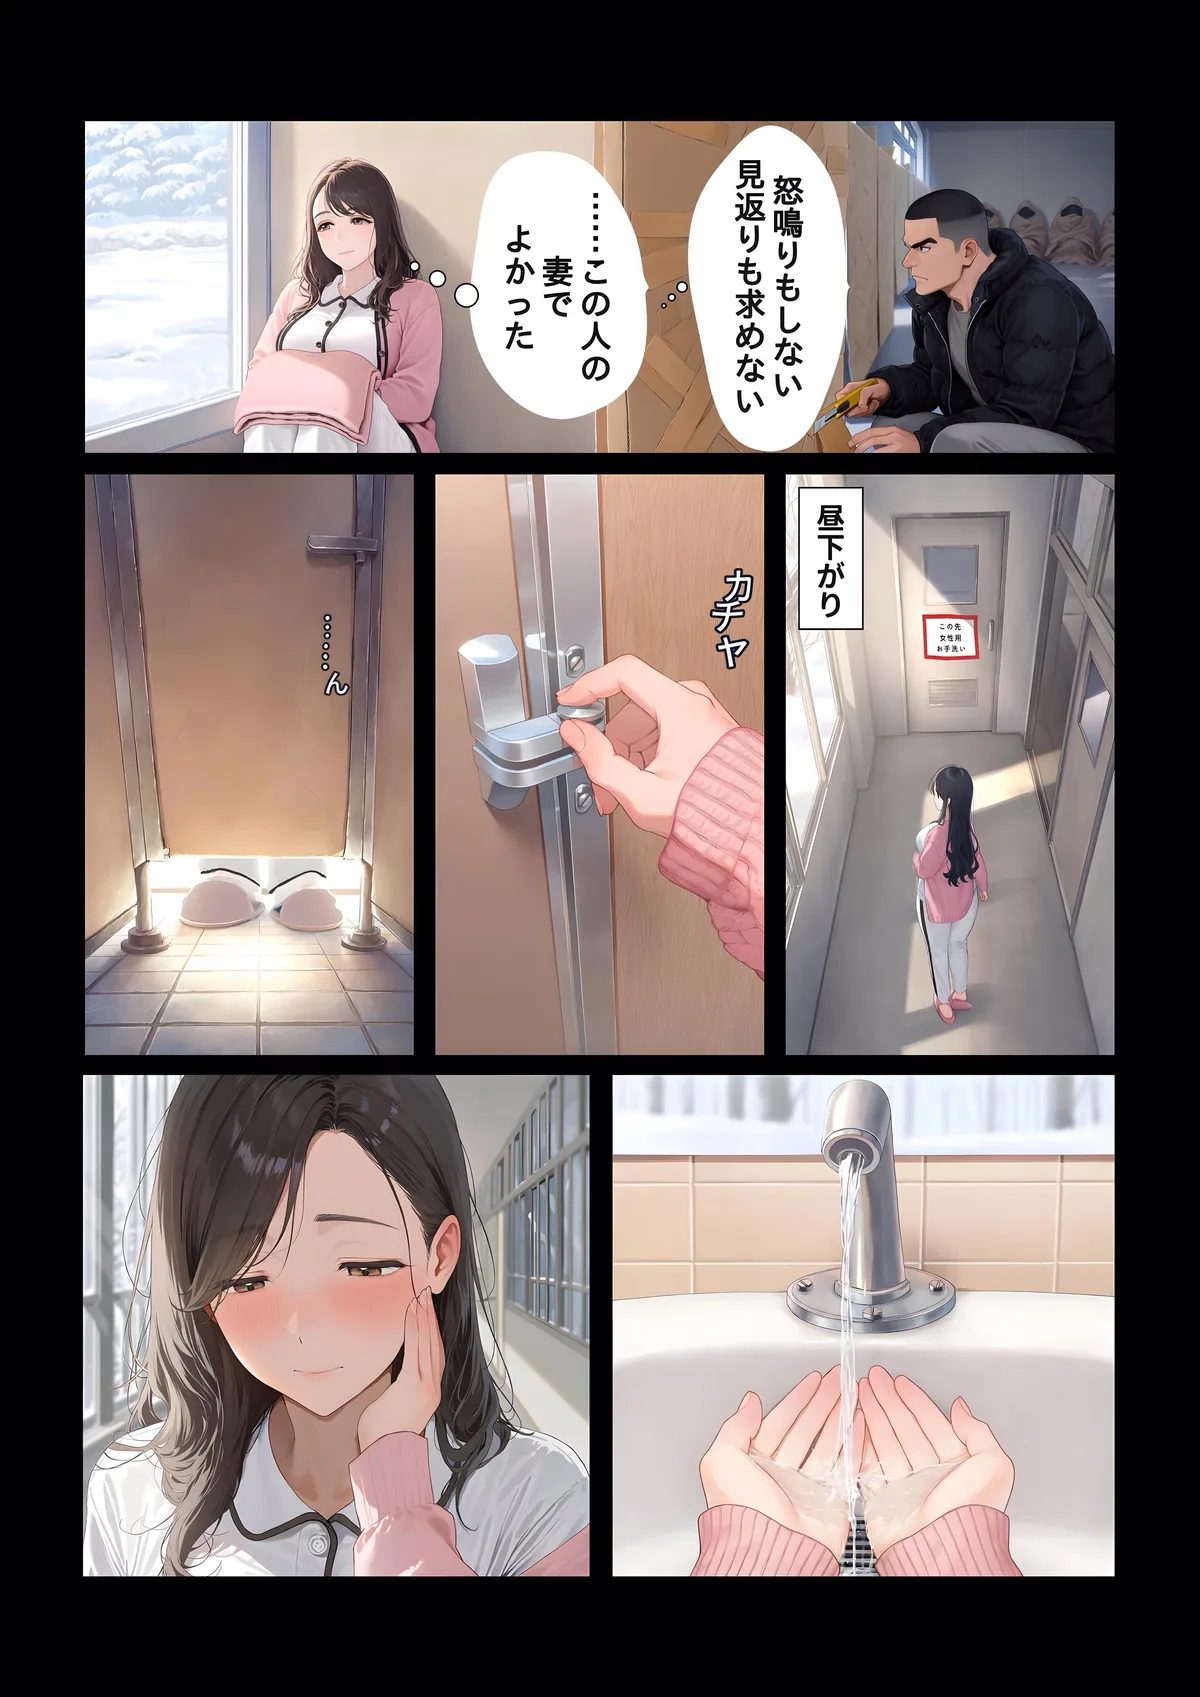 怒鳴りもしない
見返りも求めない
……この人の
妻で
よかった
昼下がり
この先
女性用
お手洗い
カチャ
……ん